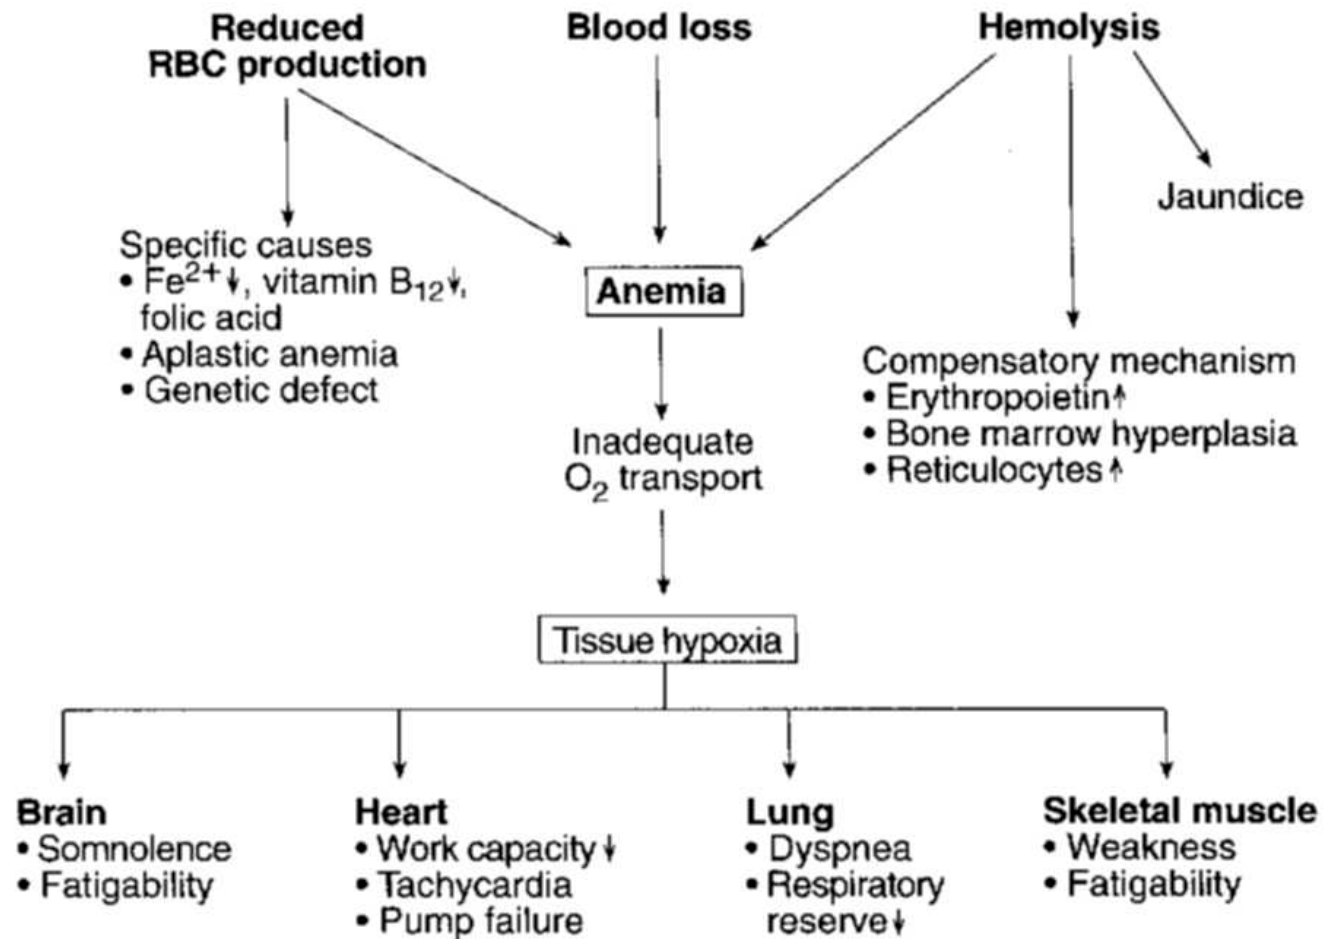 Reduced
RBC production
Blood loss
Hemolysis
Jaundice
Specific causes
• Fe2+↓, vitamin B12↓,
folic acid
• Aplastic anemia
• Genetic defect
Anemia
Compensatory mechanism
• Erythropoietin↑
• Bone marrow hyperplasia
• Reticulocytes↑
Inadequate
O2 transport
Tissue hypoxia
Brain
• Somnolence
• Fatigability
Heart
• Work capacity↓
• Tachycardia
• Pump failure
Lung
• Dyspnea
• Respiratory
reserve↓
Skeletal muscle
• Weakness
• Fatigability